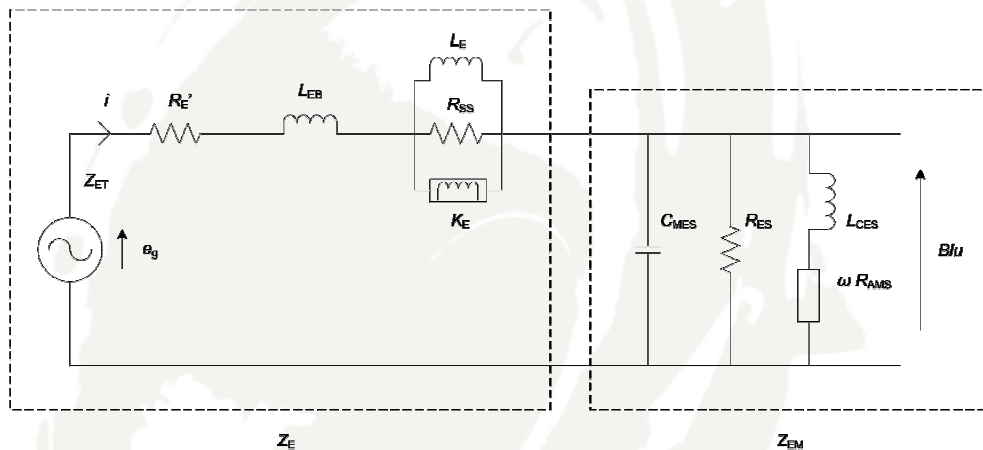 L_E
L_EB
R_E'
i
R_SS
Z_ET
K_E
C_MES
R_ES
L_CES
Blu
e_g
ω R_AMS
Z_E
Z_EM